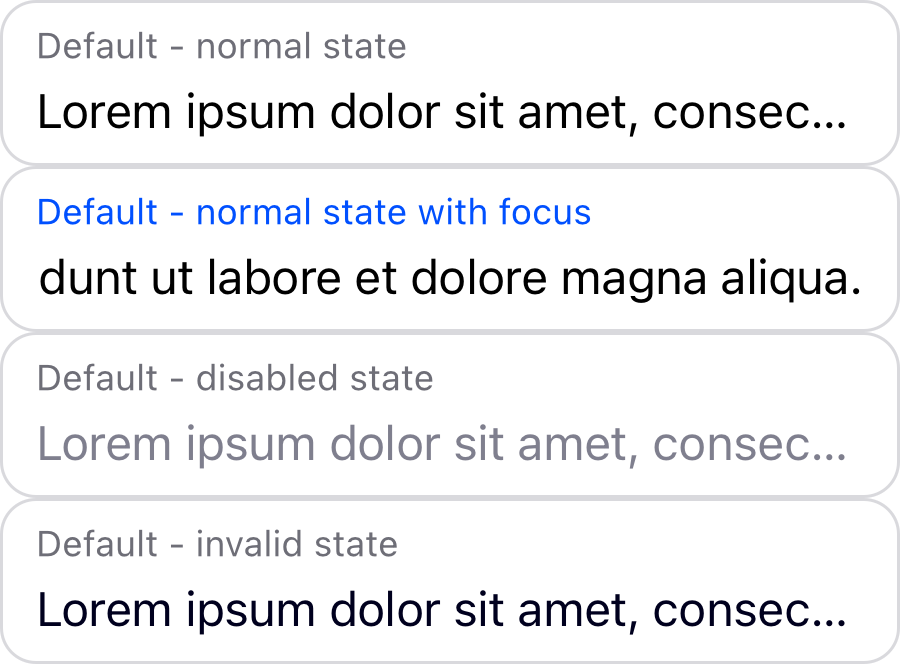 Default - normal state
Lorem ipsum dolor sit amet, consec...
Default - normal state with focus
dunt ut labore et dolore magna aliqua.
Default - disabled state
Lorem ipsum dolor sit amet, consec...
Default - invalid state
Lorem ipsum dolor sit amet, consec...